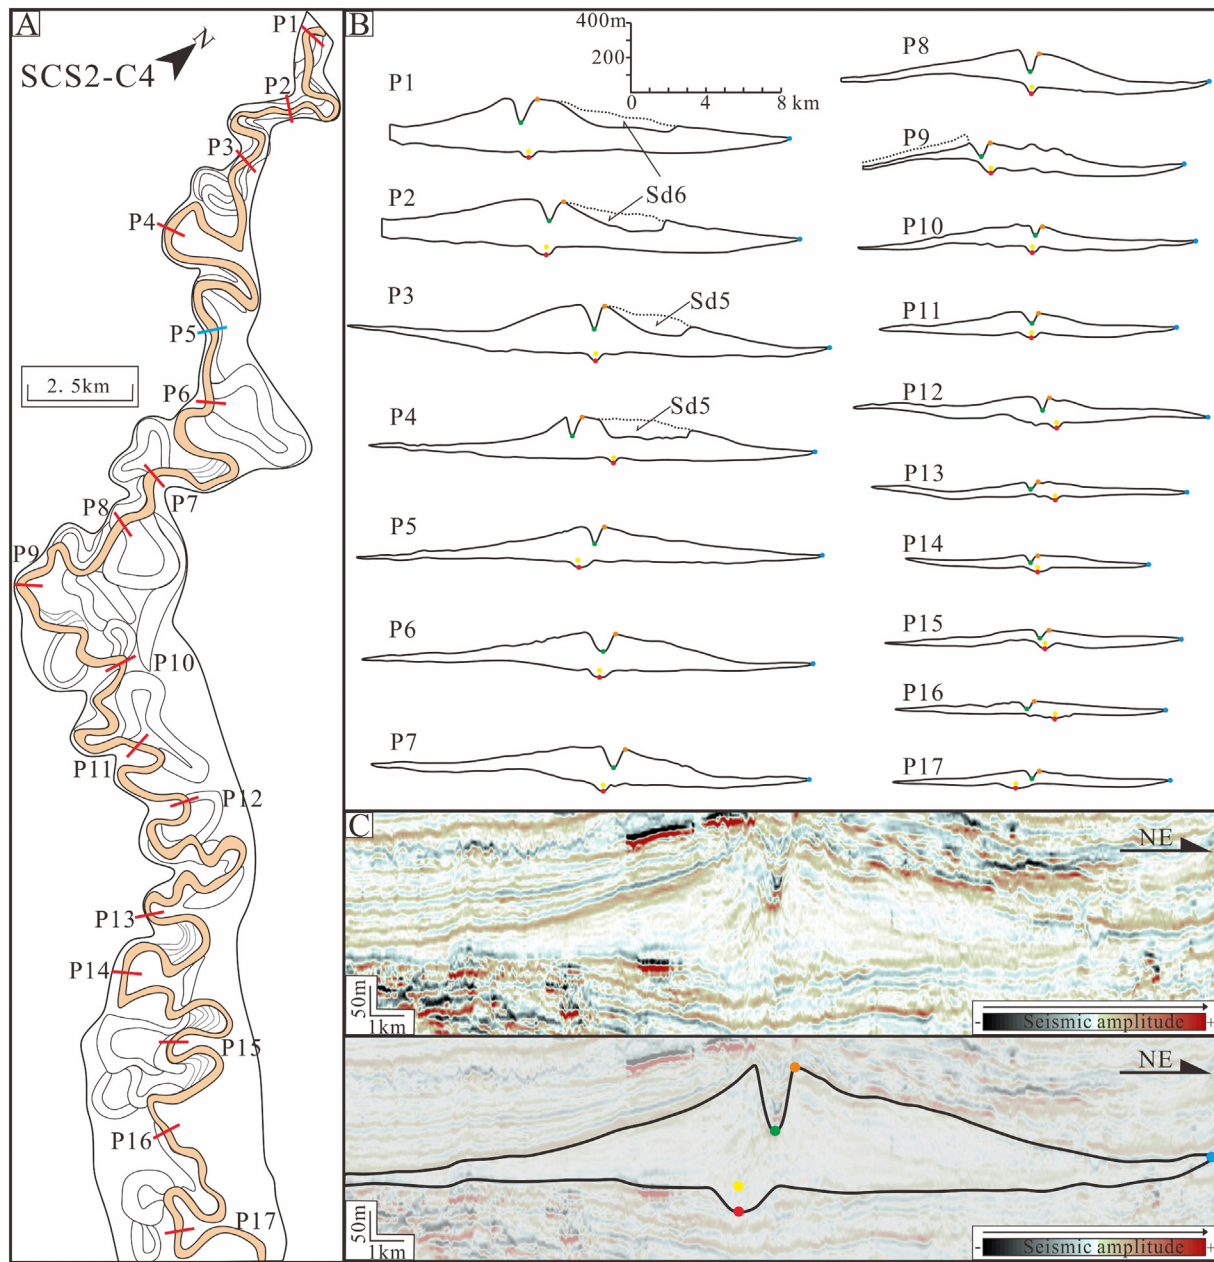 A
N
SCS2-C4
P1
P2
P3
P4
P5
2. 5km
P6
P7
P8
P9
P10
P11
P12
P13
P14
P15
P16
P17
B
400m
200
0
0 4 8 km
P1
Sd6
P2
P3
Sd5
P4
Sd5
P5
P6
P7
P8
P9
P10
P11
P12
P13
P14
P15
P16
P17
C
NE
50m
1km
- Seismic amplitude +
NE
50m
1km
- Seismic amplitude +